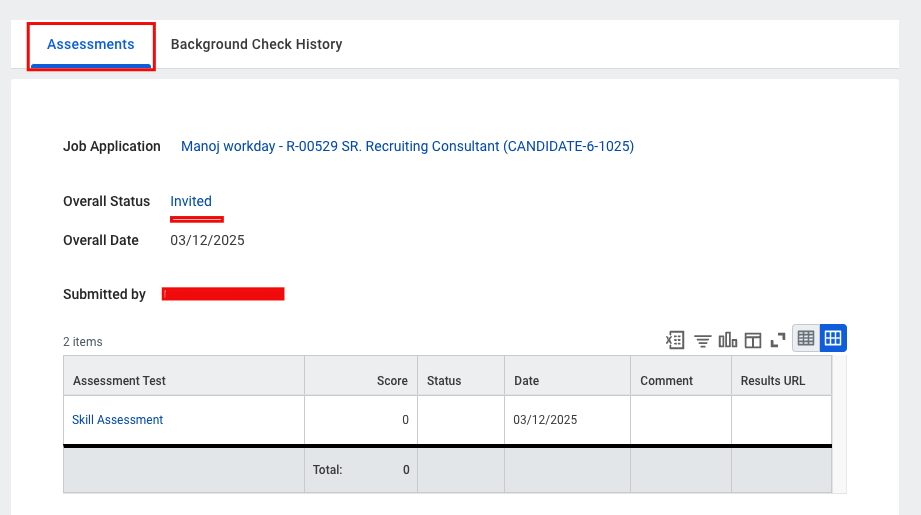 Assessments Background Check History
Job Application Manoj workday - R-00529 SR. Recruiting Consultant (CANDIDATE-6-1025)
Overall Status Invited
Overall Date 03/12/2025
Submitted by
2 items
Assessment Test Score Status Date Comment Results URL
Skill Assessment 0 03/12/2025
Total: 0